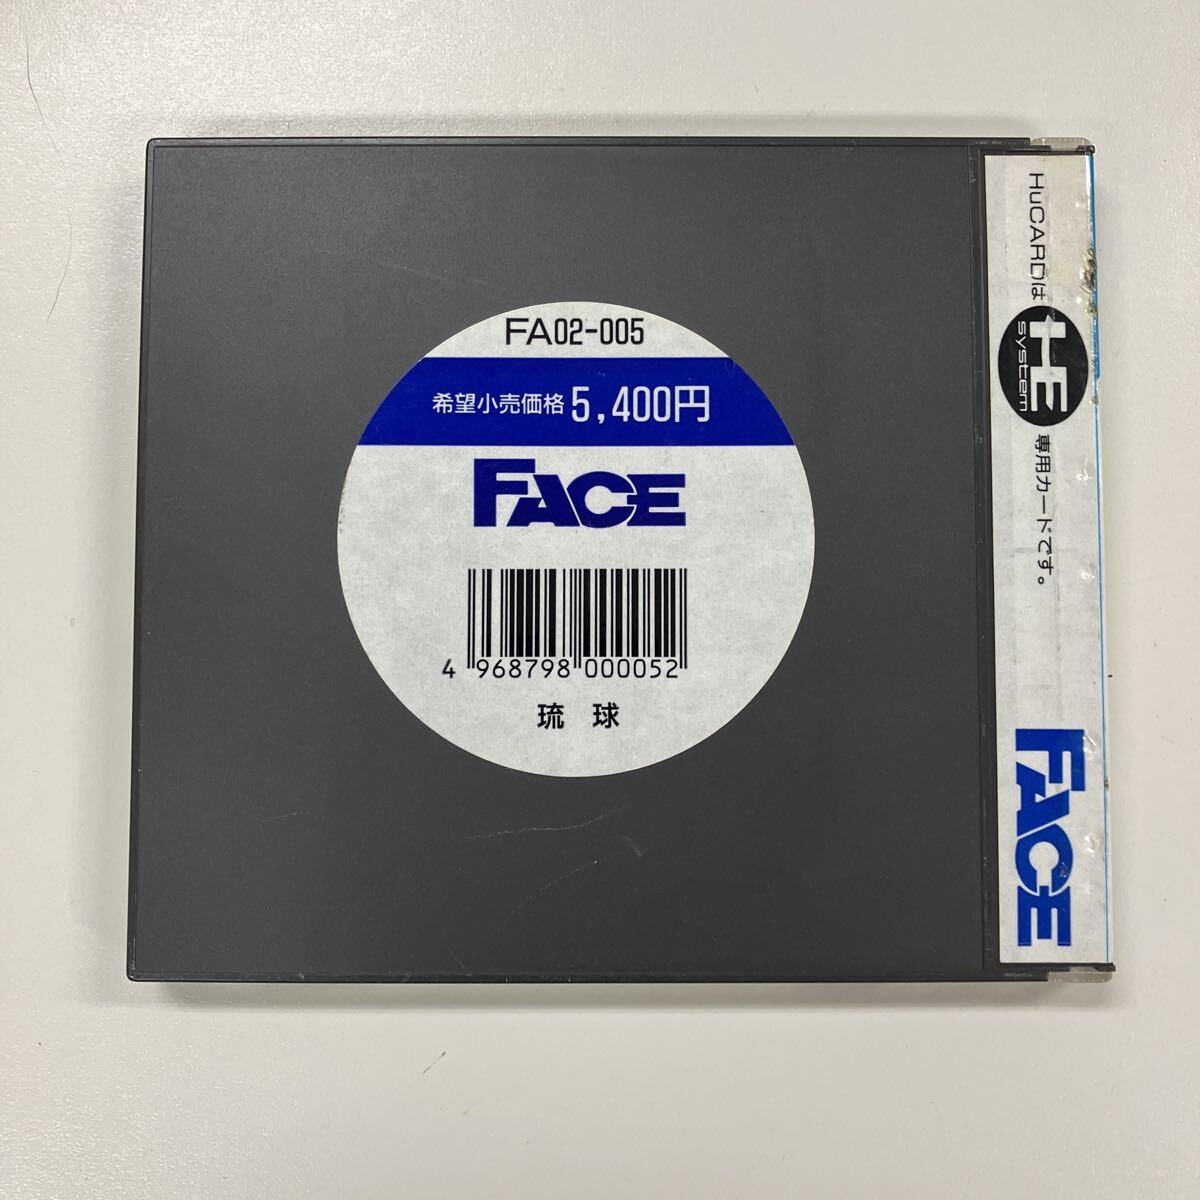 FA02-005
希望小売価格 5,400円
FACE
4 968798 000052
琉 球
HuCARDは HE system 専用カードです。
FACE